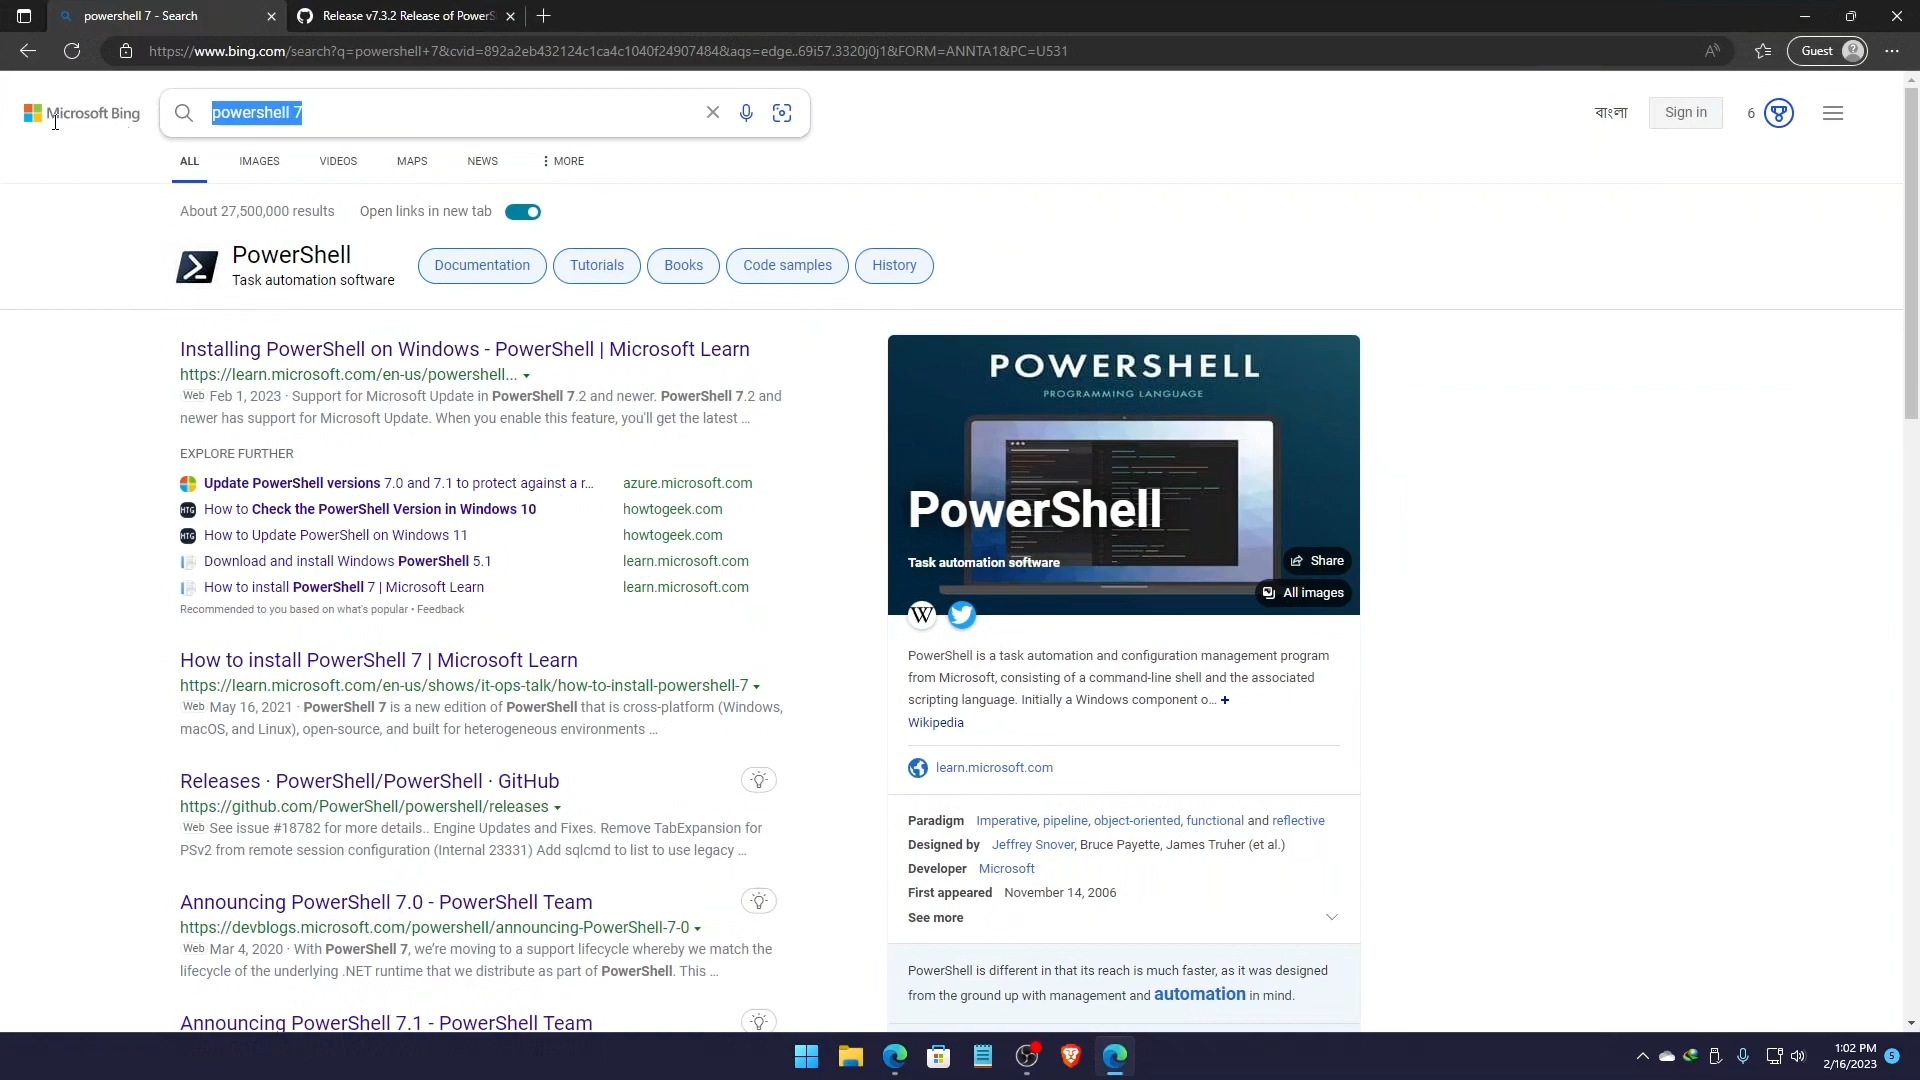 powershell 7 - Search
Release v7.3.2 Release of PowerS
https://www.bing.com/search?q=powershell+7&cvid=892a2eb432124c1ca4c1040f24907484&aqs=edge..69i57.3320j0j1&FORM=ANNTA1&PC=U531
Guest
Microsoft Bing
powershell 7
বাংলা
Sign in
6
ALL
IMAGES
VIDEOS
MAPS
NEWS
MORE
About 27,500,000 results
Open links in new tab
PowerShell
Task automation software
Documentation
Tutorials
Books
Code samples
History
Installing PowerShell on Windows - PowerShell | Microsoft Learn
https://learn.microsoft.com/en-us/powershell...
Web Feb 1, 2023 · Support for Microsoft Update in PowerShell 7.2 and newer. PowerShell 7.2 and
newer has support for Microsoft Update. When you enable this feature, you'll get the latest ...
EXPLORE FURTHER
Update PowerShell versions 7.0 and 7.1 to protect against a r... azure.microsoft.com
HTG How to Check the PowerShell Version in Windows 10 howtogeek.com
HTG How to Update PowerShell on Windows 11 howtogeek.com
Download and install Windows PowerShell 5.1 learn.microsoft.com
How to install PowerShell 7 | Microsoft Learn learn.microsoft.com
Recommended to you based on what's popular • Feedback
How to install PowerShell 7 | Microsoft Learn
https://learn.microsoft.com/en-us/shows/it-ops-talk/how-to-install-powershell-7
Web May 16, 2021 · PowerShell 7 is a new edition of PowerShell that is cross-platform (Windows,
macOS, and Linux), open-source, and built for heterogeneous environments ...
Releases · PowerShell/PowerShell · GitHub
https://github.com/PowerShell/powershell/releases
Web See issue #18782 for more details.. Engine Updates and Fixes. Remove TabExpansion for
PSv2 from remote session configuration (Internal 23331) Add sqlcmd to list to use legacy ...
Announcing PowerShell 7.0 - PowerShell Team
https://devblogs.microsoft.com/powershell/announcing-PowerShell-7-0
Web Mar 4, 2020 · With PowerShell 7, we're moving to a support lifecycle whereby we match the
lifecycle of the underlying .NET runtime that we distribute as part of PowerShell. This ...
Announcing PowerShell 7.1 - PowerShell Team
POWERSHELL
PROGRAMMING LANGUAGE
PowerShell
Task automation software
Share
All images
W
PowerShell is a task automation and configuration management program
from Microsoft, consisting of a command-line shell and the associated
scripting language. Initially a Windows component o... +
Wikipedia
learn.microsoft.com
Paradigm Imperative, pipeline, object-oriented, functional and reflective
Designed by Jeffrey Snover, Bruce Payette, James Truher (et al.)
Developer Microsoft
First appeared November 14, 2006
See more
PowerShell is different in that its reach is much faster, as it was designed
from the ground up with management and automation in mind.
1:02 PM
2/16/2023
5